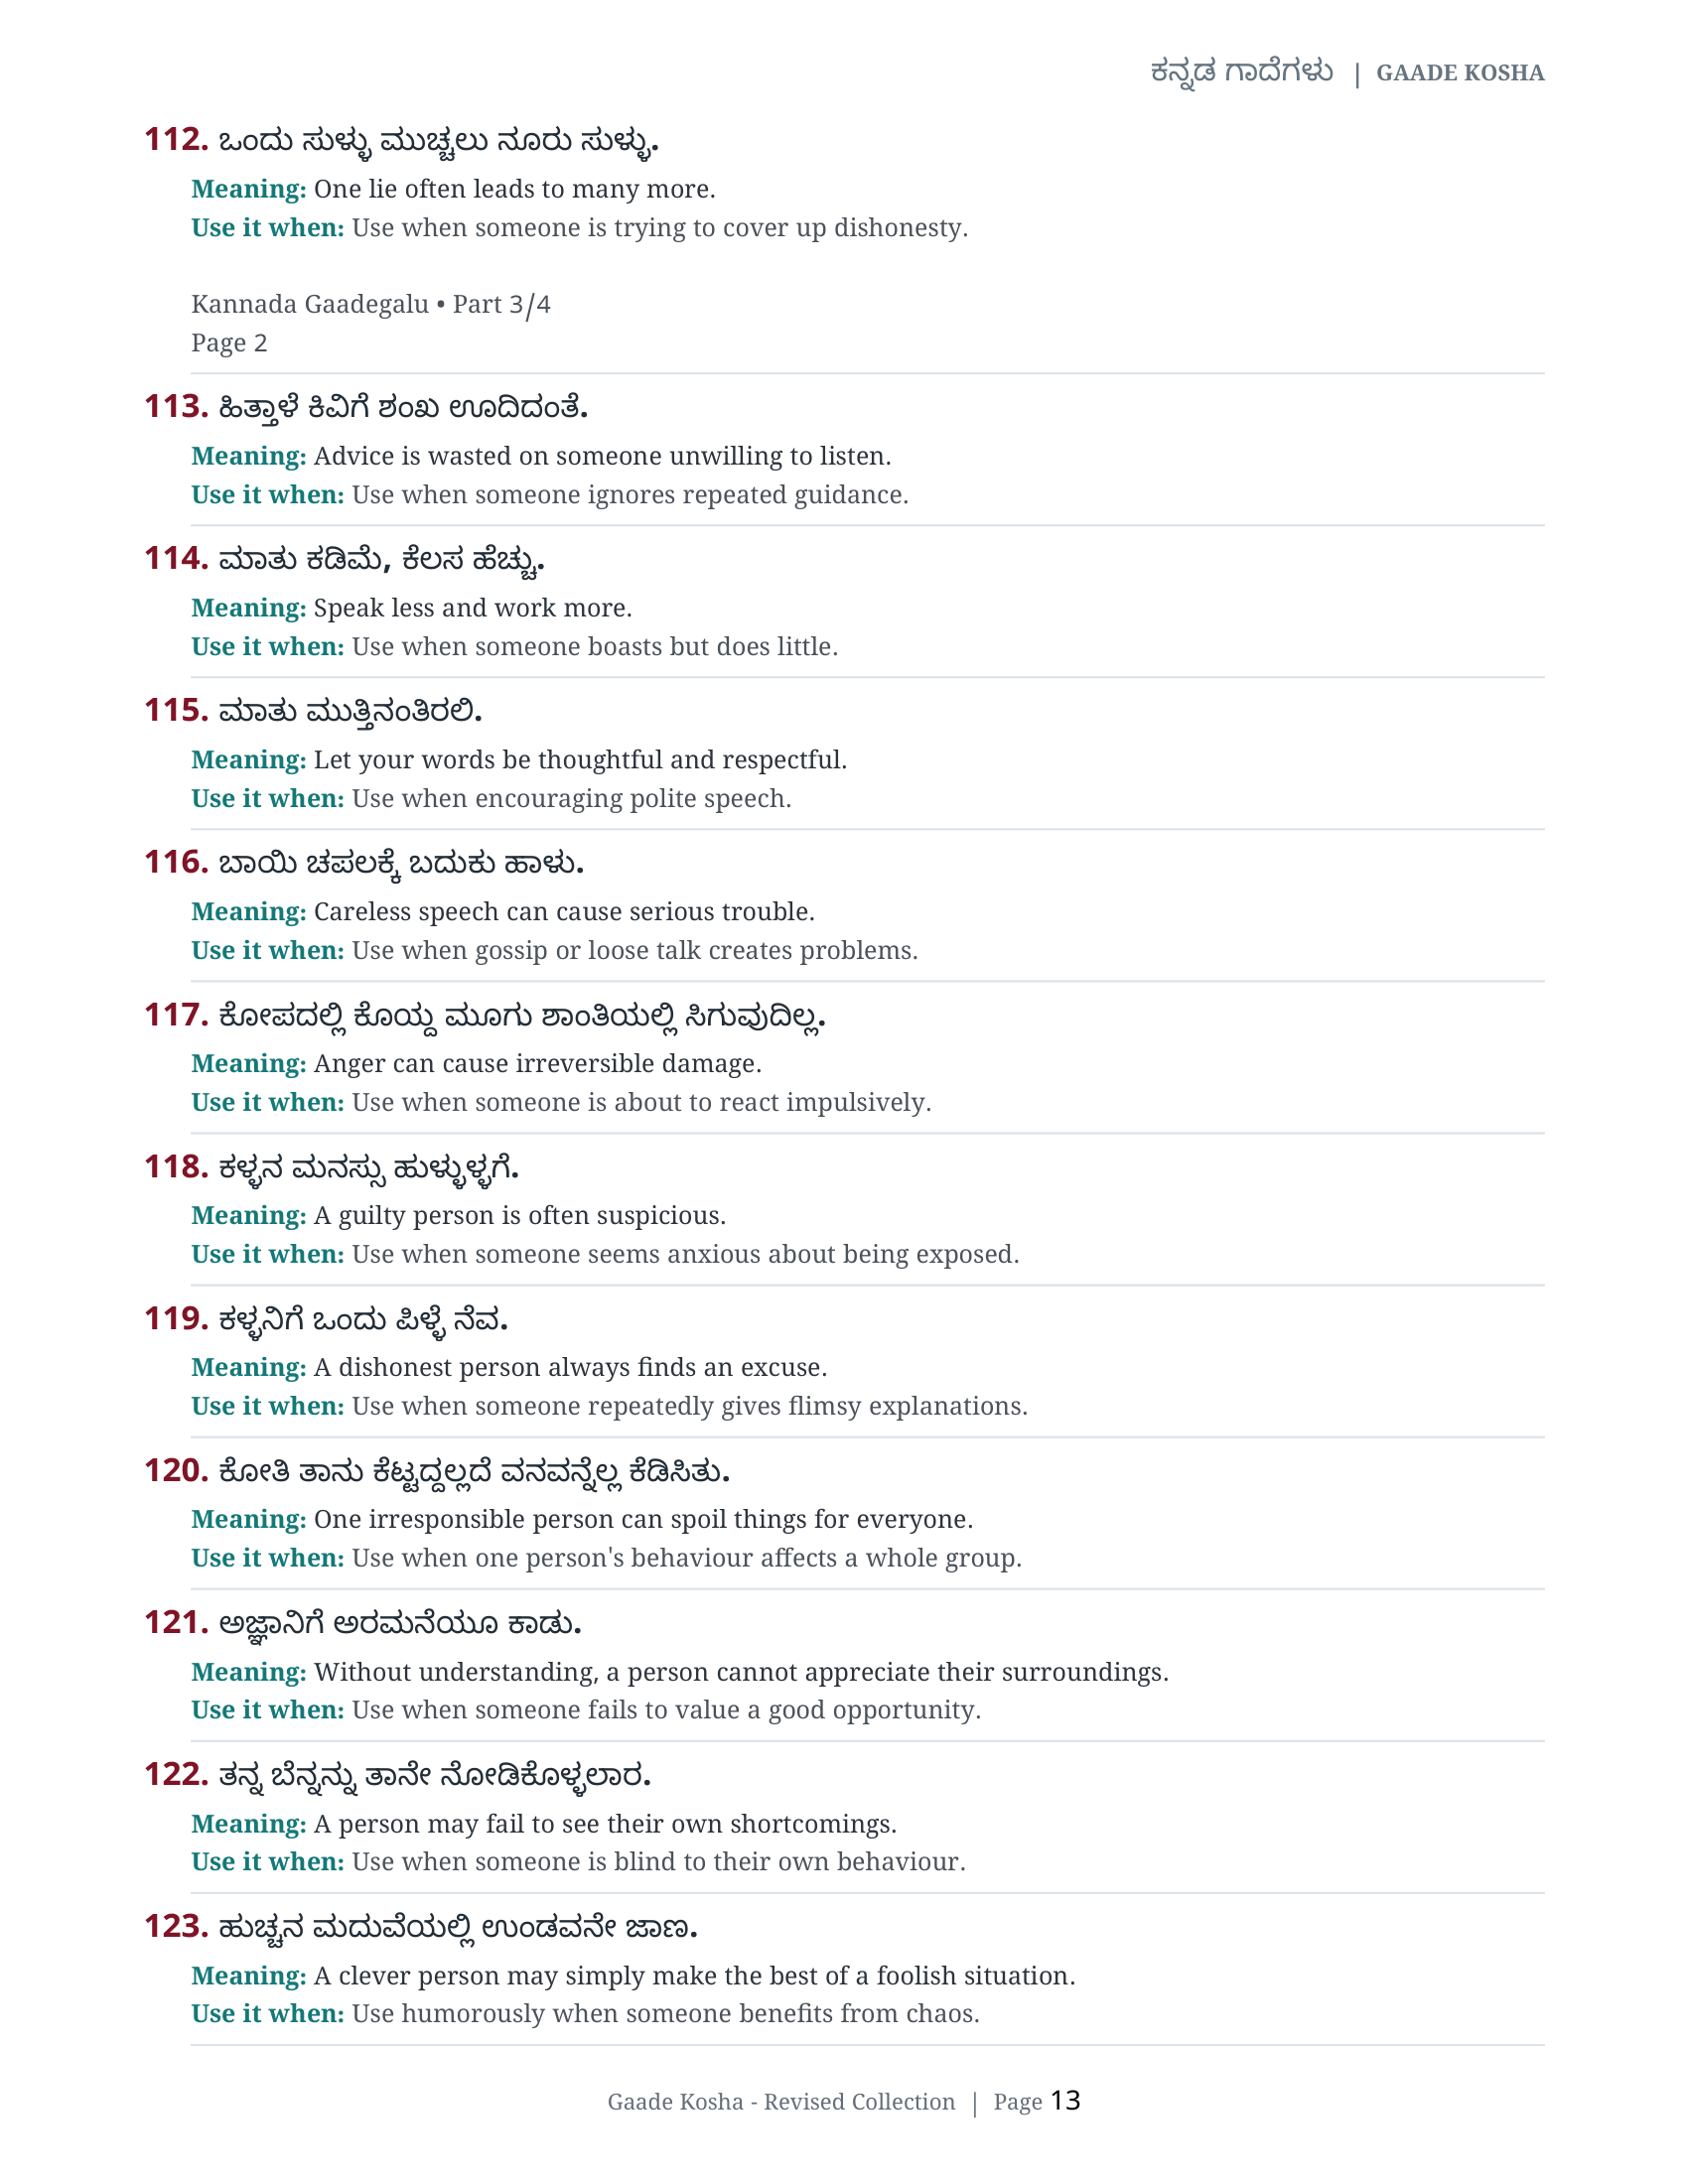 ಕನ್ನಡ ಗಾದೆಗಳು | GAADE KOSHA
112. ಒಂದು ಸುಳ್ಳು ಮುಚ್ಚಲು ನೂರು ಸುಳ್ಳು.
Meaning: One lie often leads to many more.
Use it when: Use when someone is trying to cover up dishonesty.
Kannada Gaadegalu • Part 3/4
Page 2
113. ಹಿತ್ತಾಳೆ ಕಿವಿಗೆ ಶಂಖ ಊದಿದಂತೆ.
Meaning: Advice is wasted on someone unwilling to listen.
Use it when: Use when someone ignores repeated guidance.
114. ಮಾತು ಕಡಿಮೆ, ಕೆಲಸ ಹೆಚ್ಚು.
Meaning: Speak less and work more.
Use it when: Use when someone boasts but does little.
115. ಮಾತು ಮುತ್ತಿನಂತಿರಲಿ.
Meaning: Let your words be thoughtful and respectful.
Use it when: Use when encouraging polite speech.
116. ಬಾಯಿ ಚಪಲಕ್ಕೆ ಬದುಕು ಹಾಳು.
Meaning: Careless speech can cause serious trouble.
Use it when: Use when gossip or loose talk creates problems.
117. ಕೋಪದಲ್ಲಿ ಕೊಯ್ದ ಮೂಗು ಶಾಂತಿಯಲ್ಲಿ ಸಿಗುವುದಿಲ್ಲ.
Meaning: Anger can cause irreversible damage.
Use it when: Use when someone is about to react impulsively.
118. ಕಳ್ಳನ ಮನಸ್ಸು ಹುಳ್ಳುಳ್ಳಗೆ.
Meaning: A guilty person is often suspicious.
Use it when: Use when someone seems anxious about being exposed.
119. ಕಳ್ಳನಿಗೆ ಒಂದು ಪಿಳ್ಳೆ ನೆವ.
Meaning: A dishonest person always finds an excuse.
Use it when: Use when someone repeatedly gives flimsy explanations.
120. ಕೋತಿ ತಾನು ಕೆಟ್ಟದ್ದಲ್ಲದೆ ವನವನ್ನೆಲ್ಲ ಕೆಡಿಸಿತು.
Meaning: One irresponsible person can spoil things for everyone.
Use it when: Use when one person's behaviour affects a whole group.
121. ಅಜ್ಞಾನಿಗೆ ಅರಮನೆಯೂ ಕಾಡು.
Meaning: Without understanding, a person cannot appreciate their surroundings.
Use it when: Use when someone fails to value a good opportunity.
122. ತನ್ನ ಬೆನ್ನನ್ನು ತಾನೇ ನೋಡಿಕೊಳ್ಳಲಾರ.
Meaning: A person may fail to see their own shortcomings.
Use it when: Use when someone is blind to their own behaviour.
123. ಹುಚ್ಚನ ಮದುವೆಯಲ್ಲಿ ಉಂಡವನೇ ಜಾಣ.
Meaning: A clever person may simply make the best of a foolish situation.
Use it when: Use humorously when someone benefits from chaos.
Gaade Kosha - Revised Collection | Page 13